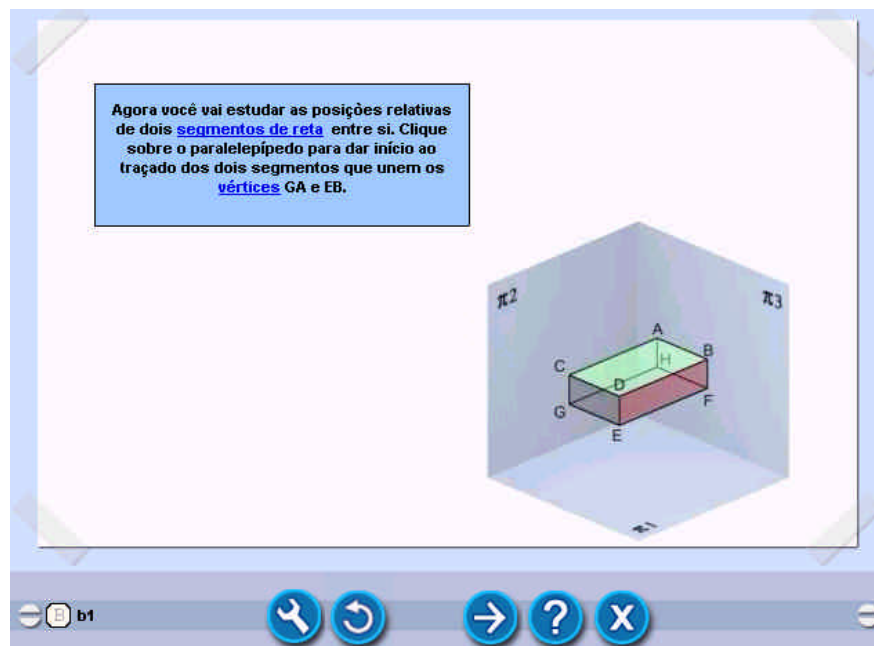 Agora você vai estudar as posições relativas
de dois segmentos de reta entre si. Clique
sobre o paralelepípedo para dar início ao
traçado dos dois segmentos que unem os
vértices GA e EB.
π2
π3
A
B
C
H
D
G
F
E
π1
B b1
? X